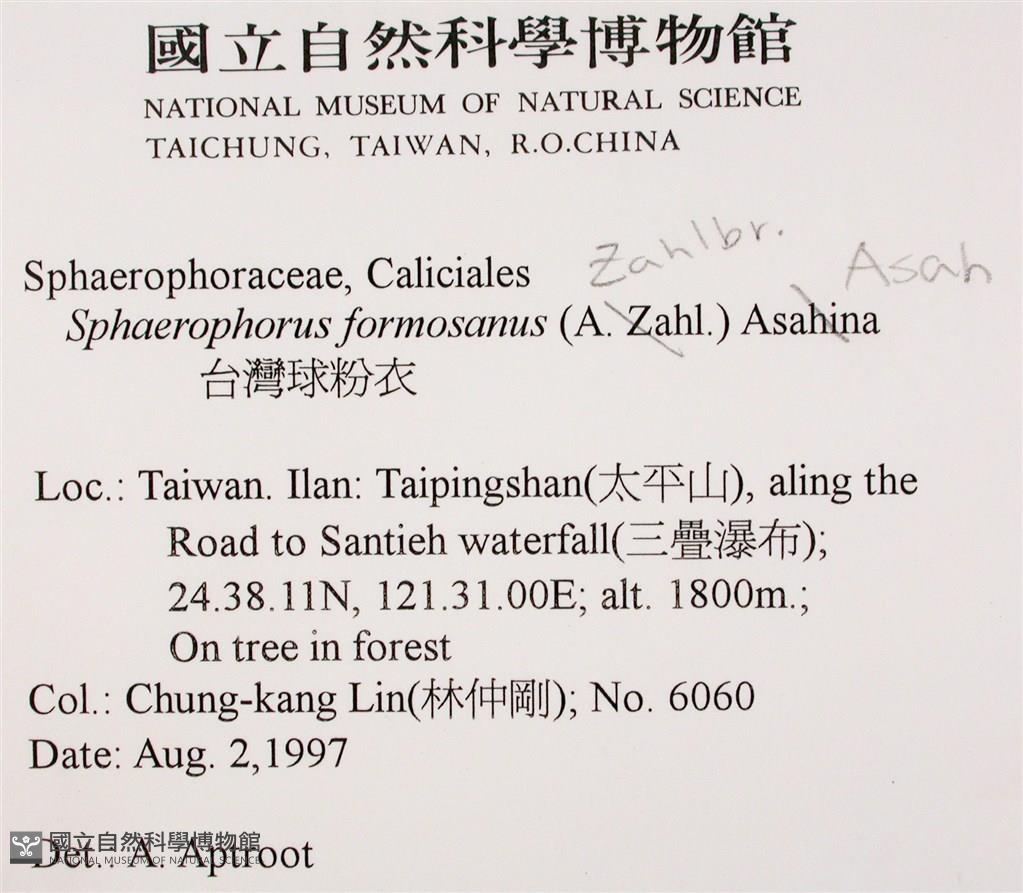 國立自然科學博物館
NATIONAL MUSEUM OF NATURAL SCIENCE
TAICHUNG, TAIWAN, R.O.CHINA
Zahlbr. Asah
Sphaerophoraceae, Caliciales
Sphaerophorus formosanus (A. Zahl.) Asahina
台灣球粉衣
Loc.: Taiwan. Ilan: Taipingshan(太平山), aling the
Road to Santieh waterfall(三疊瀑布);
24.38.11N, 121.31.00E; alt. 1800m.;
On tree in forest
Col.: Chung-kang Lin(林仲剛); No. 6060
Date: Aug. 2,1997
國立自然科學博物館
NATIONAL MUSEUM OF NATURAL SCIENCE
Det.: A. Aptroot